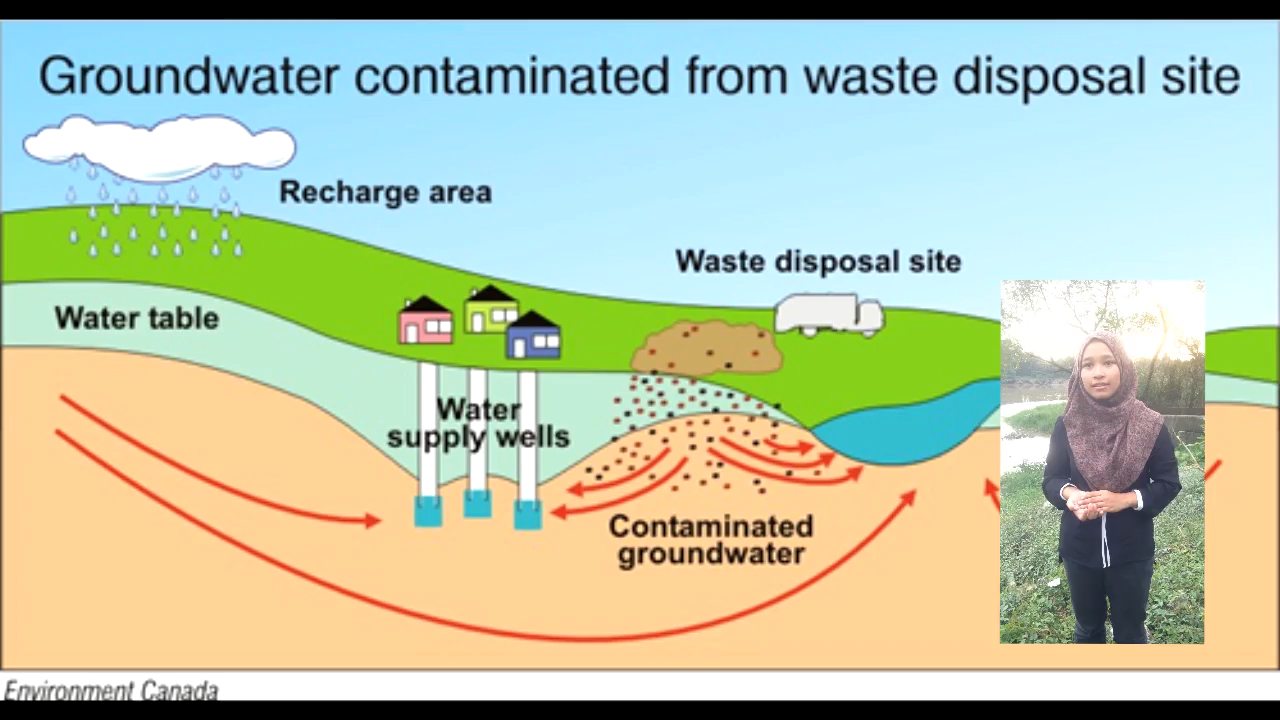 Groundwater contaminated from waste disposal site
Recharge area
Waste disposal site
Water table
Water
supply wells
Contaminated
groundwater
Environment Canada